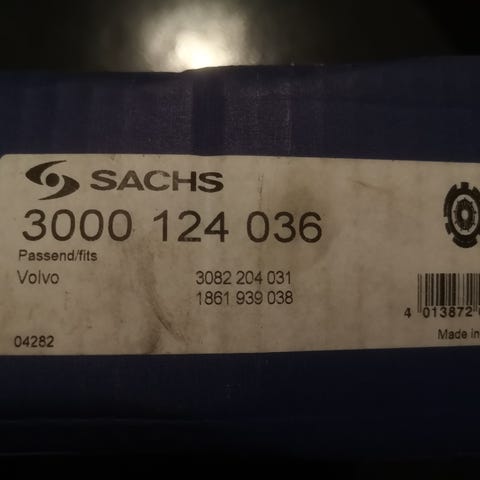 SACHS
3000 124 036
Passend/fits
Volvo 3082 204 031
1861 939 038
4 013872
04282
Made in